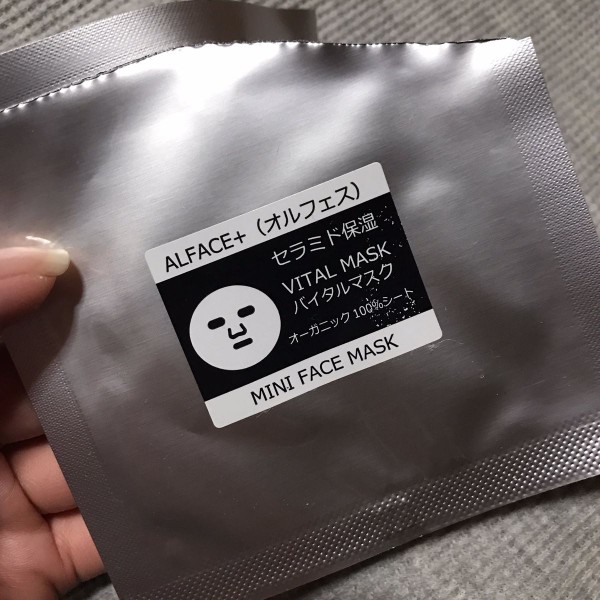 ALFACE+（オルフェス）
セラミド保湿
VITAL MASK
バイタルマスク
オーガニック 100%シート
MINI FACE MASK